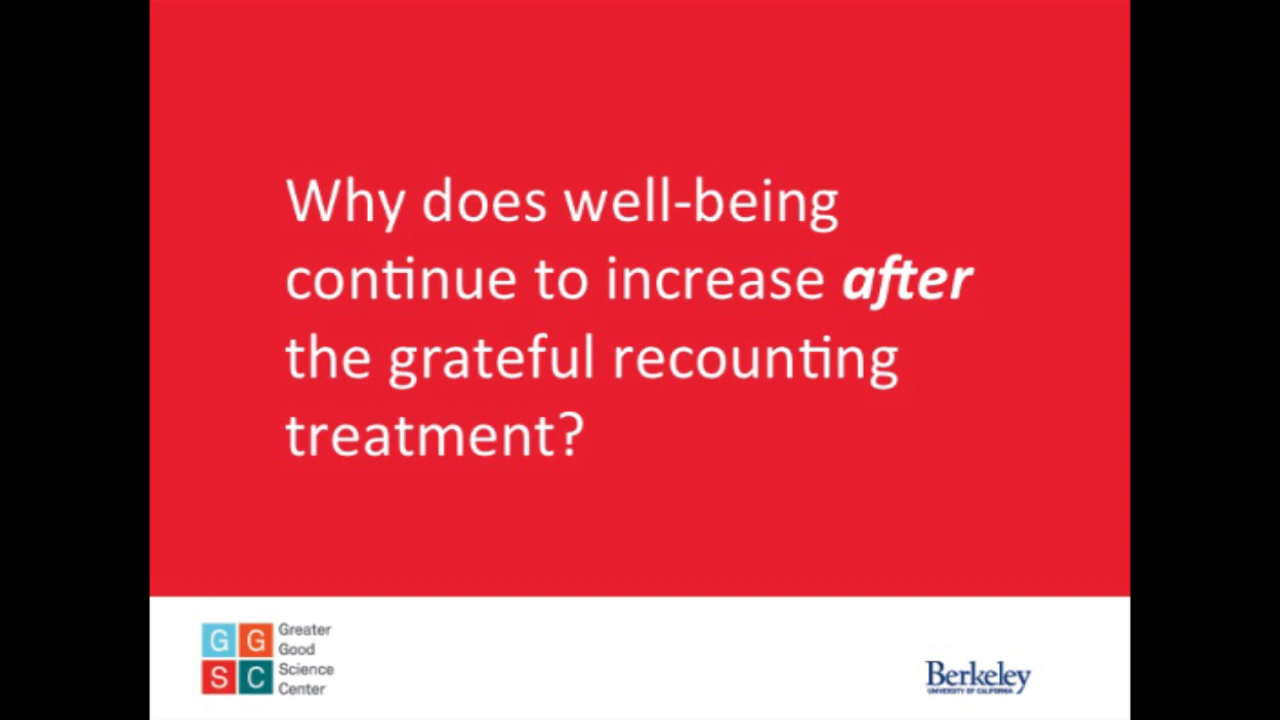 Why does well-being
continue to increase after
the grateful recounting
treatment?
G G
S C
Greater
Good
Science
Center
Berkeley
UNIVERSITY OF CALIFORNIA